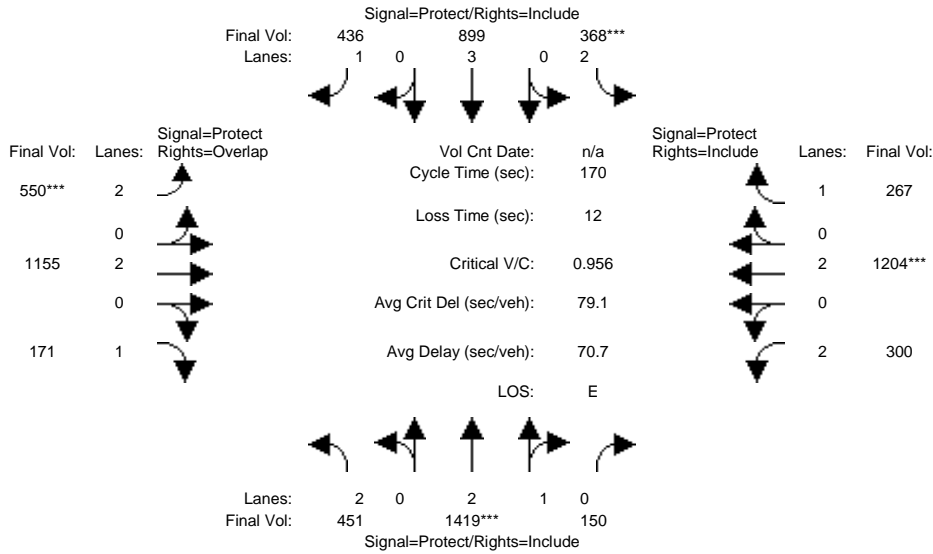 Signal=Protect/Rights=Include
Final Vol: 436 899 368***
Lanes: 1 0 3 0 2
Signal=Protect Signal=Protect
Final Vol: Lanes: Rights=Overlap Vol Cnt Date: n/a Rights=Include Lanes: Final Vol:
Cycle Time (sec): 170
550*** 2 1 267
Loss Time (sec): 12
0 0
1155 2 Critical V/C: 0.956 2 1204***
0 Avg Crit Del (sec/veh): 79.1 0
171 1 Avg Delay (sec/veh): 70.7 2 300
LOS: E
Lanes: 2 0 2 1 0
Final Vol: 451 1419*** 150
Signal=Protect/Rights=Include